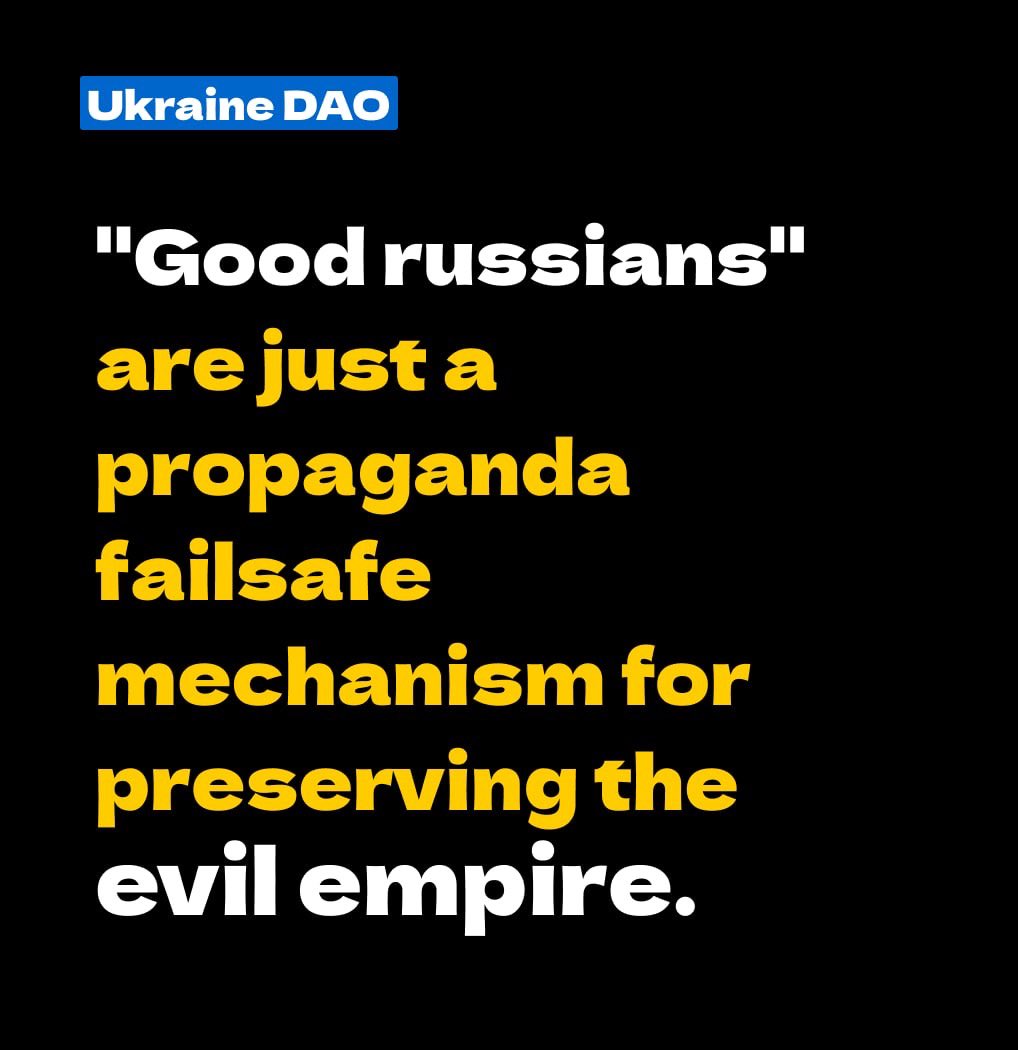 Ukraine DAO
"Good russians"
are just a
propaganda
failsafe
mechanism for
preserving the
evil empire.